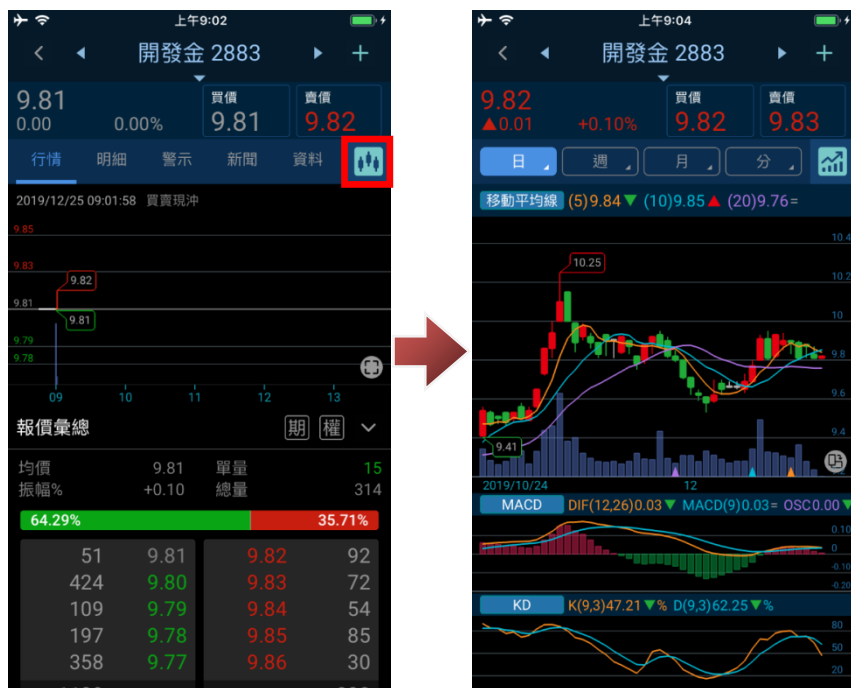 上午9:02
開發金 2883
9.81
0.00 0.00%
買價
9.81
賣價
9.82
行情 明細 警示 新聞 資料
2019/12/25 09:01:58 買賣現沖
9.85
9.83
9.82
9.81
9.81
9.79
9.78
09 10 11 12 13
報價彙總 期 權
均價 9.81 單量 15
振幅% +0.10 總量 314
64.29% 35.71%
51 9.81 9.82 92
424 9.80 9.83 72
109 9.79 9.84 54
197 9.78 9.85 85
358 9.77 9.86 30
上午9:04
開發金 2883
9.82
▲0.01 +0.10%
買價
9.82
賣價
9.83
日 週 月 分
移動平均線 (5)9.84▼ (10)9.85▲ (20)9.76=
10.4
10.25
10.2
10
9.8
9.6
9.4
9.41
2019/10/24 12
MACD DIF(12,26)0.03▼ MACD(9)0.03= OSC0.00▼
0.10
0
-0.10
-0.20
KD K(9,3)47.21▼% D(9,3)62.25▼%
80
50
20